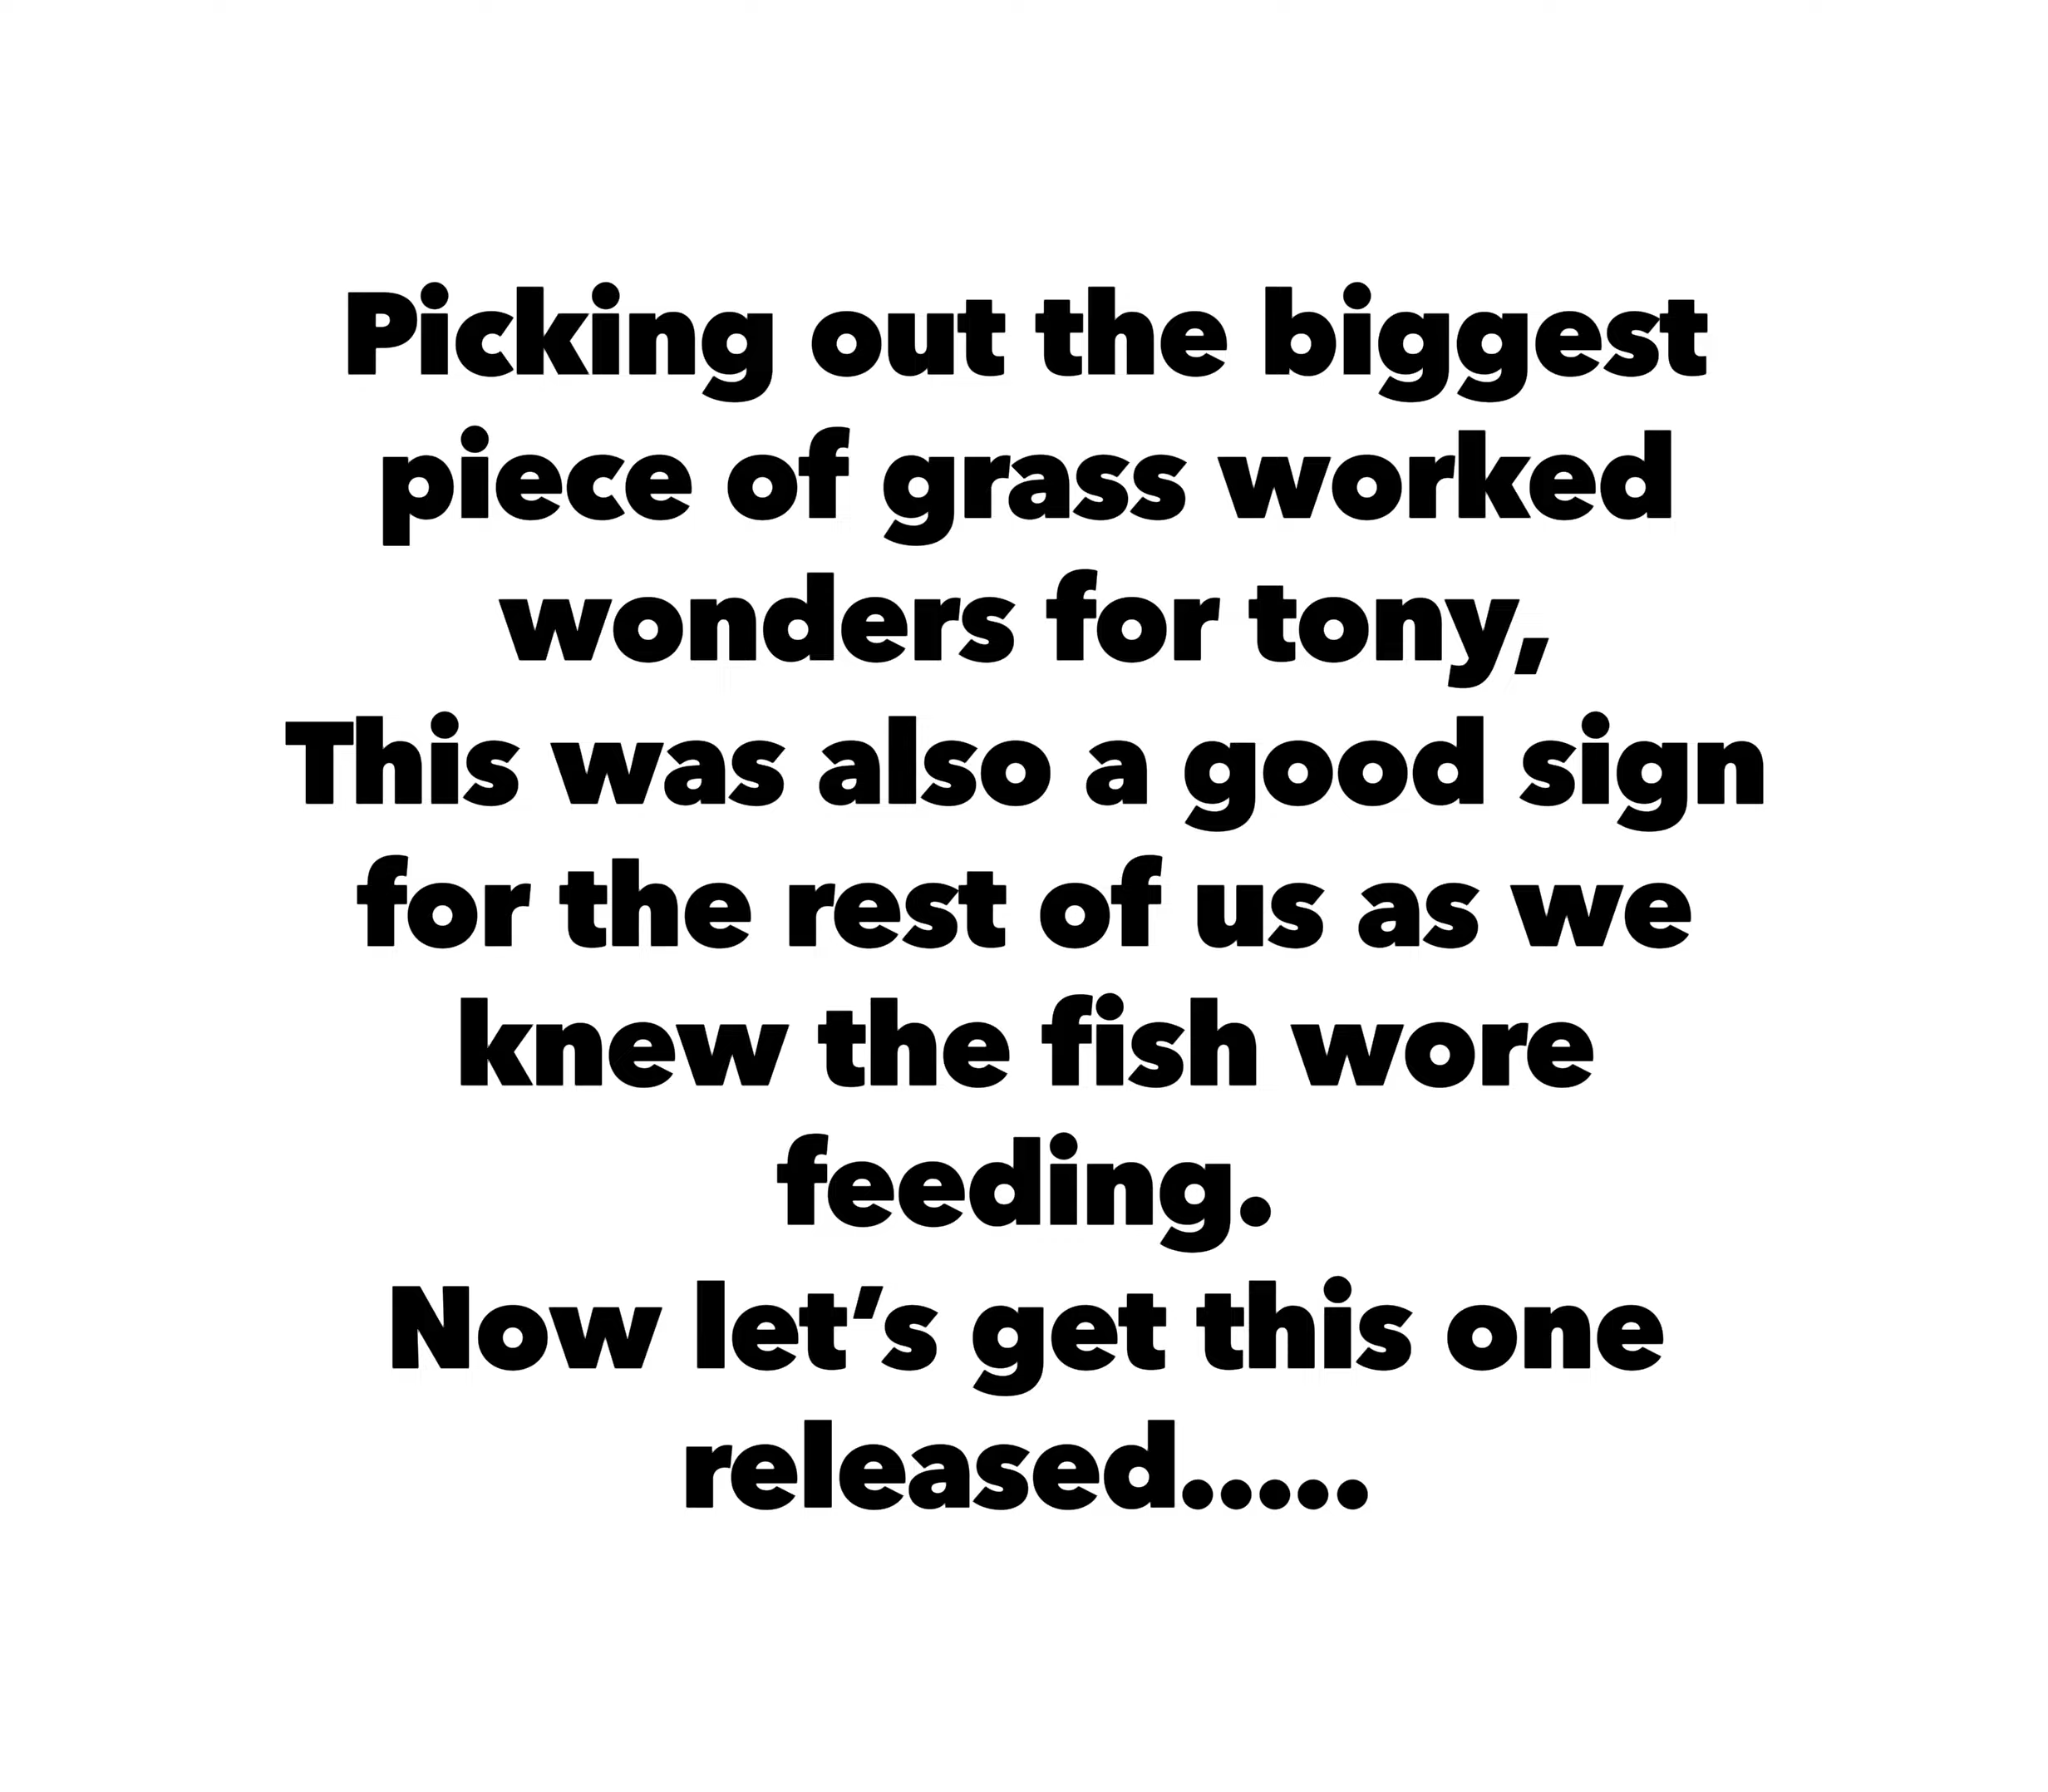 Picking out the biggest
piece of grass worked
wonders for tony,
This was also a good sign
for the rest of us as we
knew the fish wore
feeding.
Now let’s get this one
released.....